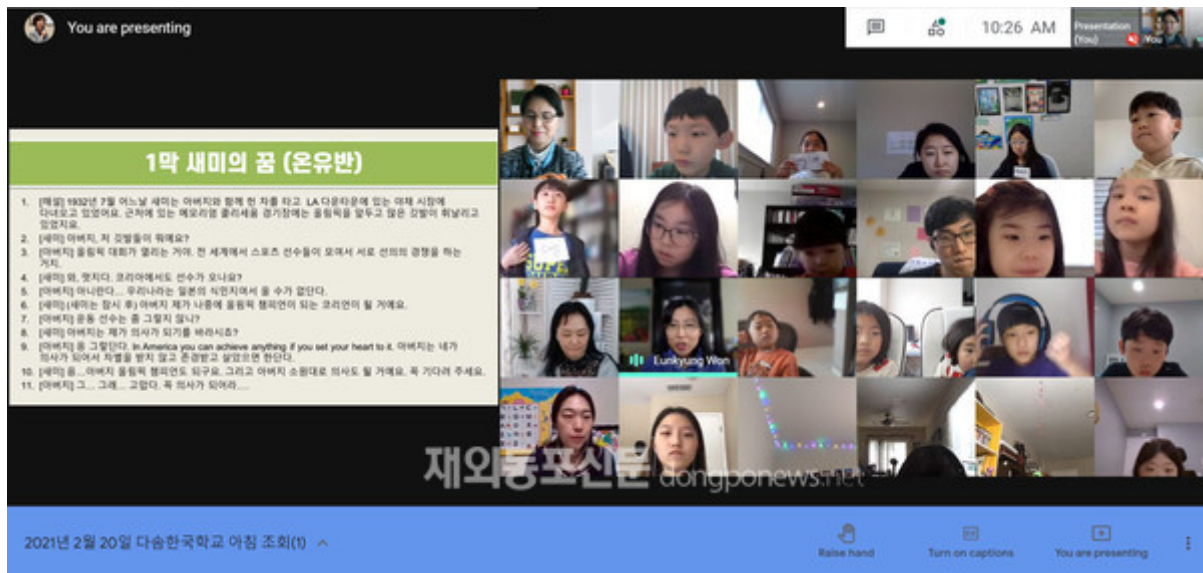 You are presenting
10:26 AM
Presentation
(You)
You
1막 새미의 꿈 (온유반)
1. [해설] 1932년 7월 어느날 새미는 아버지와 함께 헌 차를 타고 LA 다운타운에 있는 야채 시장에
다녀오고 있었어요. 근처에 있는 메모리얼 콜리세움 경기장에는 올림픽을 앞두고 많은 깃발이 휘날리고
있었지요.
2. [새미] 아버지, 저 깃발들이 뭐예요?
3. [아버지] 올림픽 대회가 열리는 거야. 전 세계에서 스포츠 선수들이 모여서 서로 선의의 경쟁을 하는
거지.
4. [새미] 와, 멋지다. 코리아에서도 선수가 오나요?
5. [아버지] 아니란다... 우리나라는 일본의 식민지여서 올 수가 없단다.
6. [새미] (새미는 잠시 후) 아버지 제가 나중에 올림픽 챔피언이 되는 코리언이 될 거예요.
7. [아버지] 운동 선수는 좀 그렇지 않니?
8. [새미] 아버지는 제가 의사가 되기를 바라시죠?
9. [아버지] 응 그렇단다. In America you can achieve anything if you set your heart to it. 아버지는 네가
의사가 되어서 차별을 받지 않고 존경받고 살았으면 한단다.
10. [새미] 음...아버지 올림픽 챔피언도 되구요. 그리고 아버지 소원대로 의사도 될 거예요. 꼭 기다려 주세요.
11. [아버지] 그... 그래... 고맙다. 꼭 의사가 되어라....
Eunkyung Won
재외동포신문 dongponews.net
2021년 2월 20일 다솜한국학교 아침 조회(1)
Raise hand
Turn on captions
You are presenting